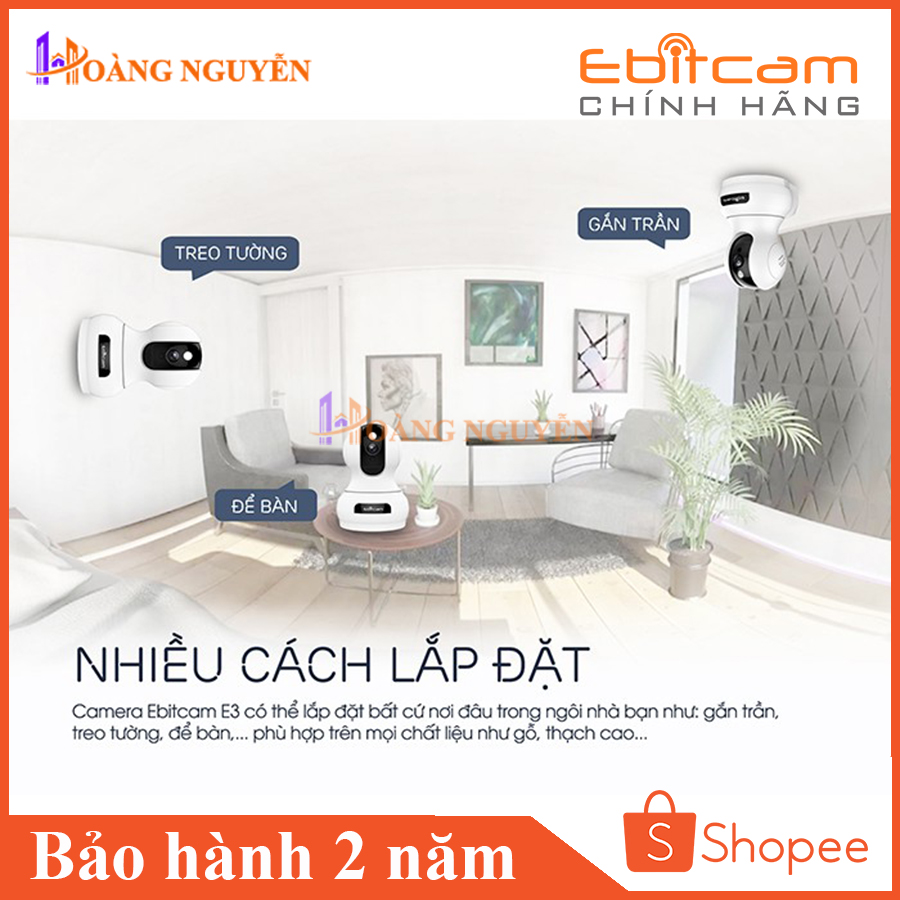 HOÀNG NGUYỄN
Ebitcam
CHÍNH HÃNG
GẮN TRẦN
TREO TƯỜNG
HOÀNG NGUYỄN
ĐỂ BÀN
ebitcam
NHIỀU CÁCH LẮP ĐẶT
Camera Ebitcam E3 có thể lắp đặt bất cứ nơi đâu trong ngôi nhà bạn như: gắn trần,
treo tường, để bàn,... phù hợp trên mọi chất liệu như gỗ, thạch cao...
Bảo hành 2 năm
S Shopee